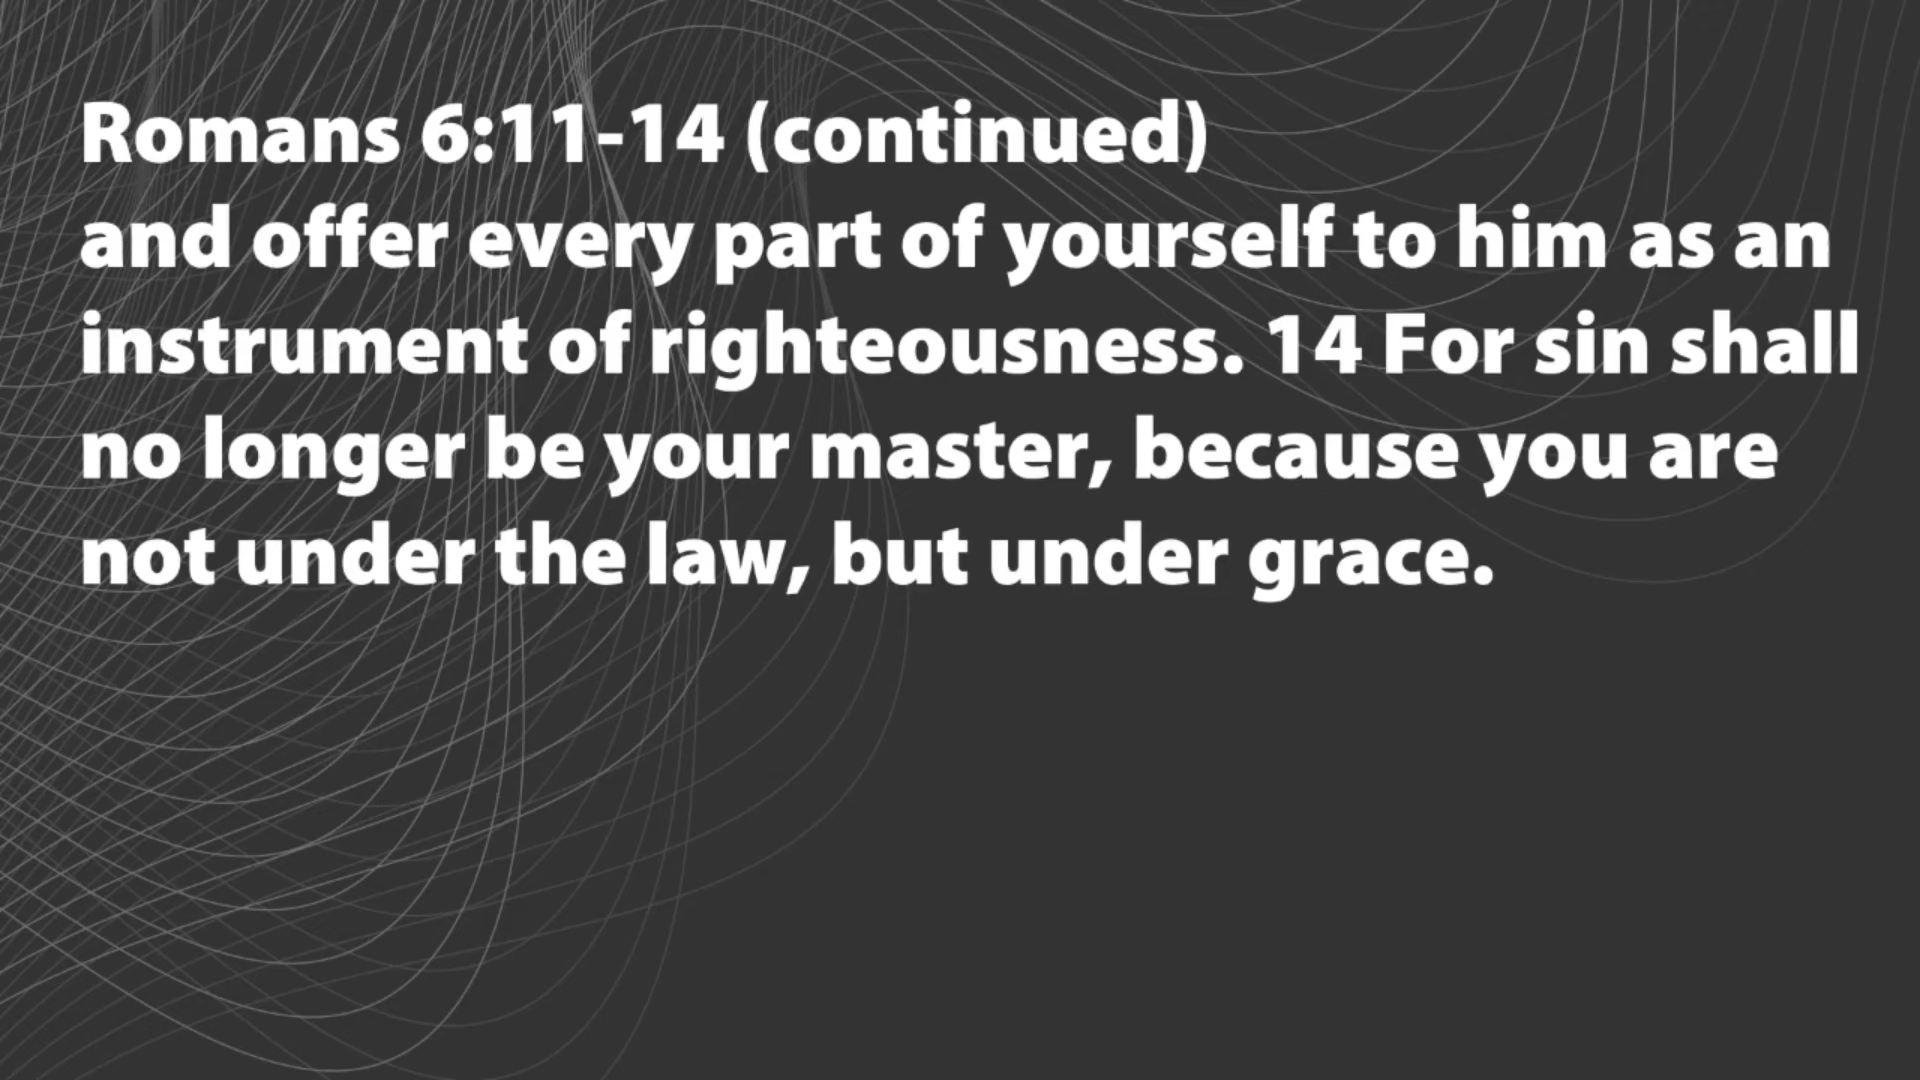 Romans 6:11-14 (continued)
and offer every part of yourself to him as an
instrument of righteousness. 14 For sin shall
no longer be your master, because you are
not under the law, but under grace.